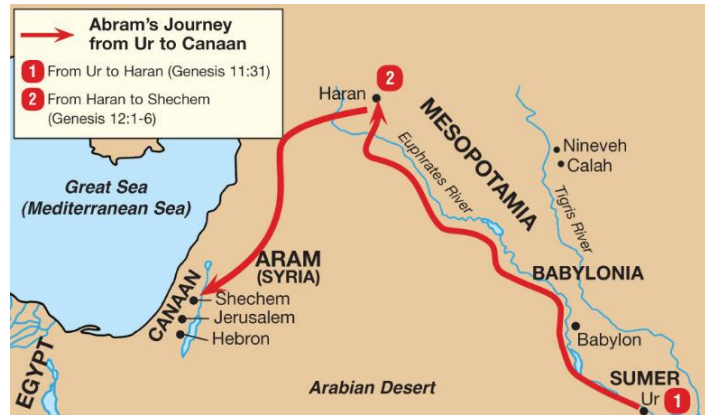 Abram's Journey
from Ur to Canaan
1 From Ur to Haran (Genesis 11:31)
2 From Haran to Shechem
(Genesis 12:1-6)
2
Haran
MESOPOTAMIA
Nineveh
Calah
Euphrates River
Tigris River
Great Sea
(Mediterranean Sea)
ARAM
(SYRIA)
BABYLONIA
CANAAN
Shechem
Jerusalem
Hebron
Babylon
EGYPT
Arabian Desert
SUMER
Ur 1